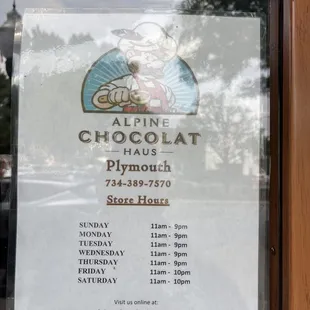 ALPINE
CHOCOLAT
HAUS
Plymouth
734-389-7570
Store Hours
SUNDAY 11am - 9pm
MONDAY 11am - 9pm
TUESDAY 11am - 9pm
WEDNESDAY 11am - 9pm
THURSDAY 11am - 9pm
FRIDAY 11am - 10pm
SATURDAY 11am - 10pm
Visit us online at: